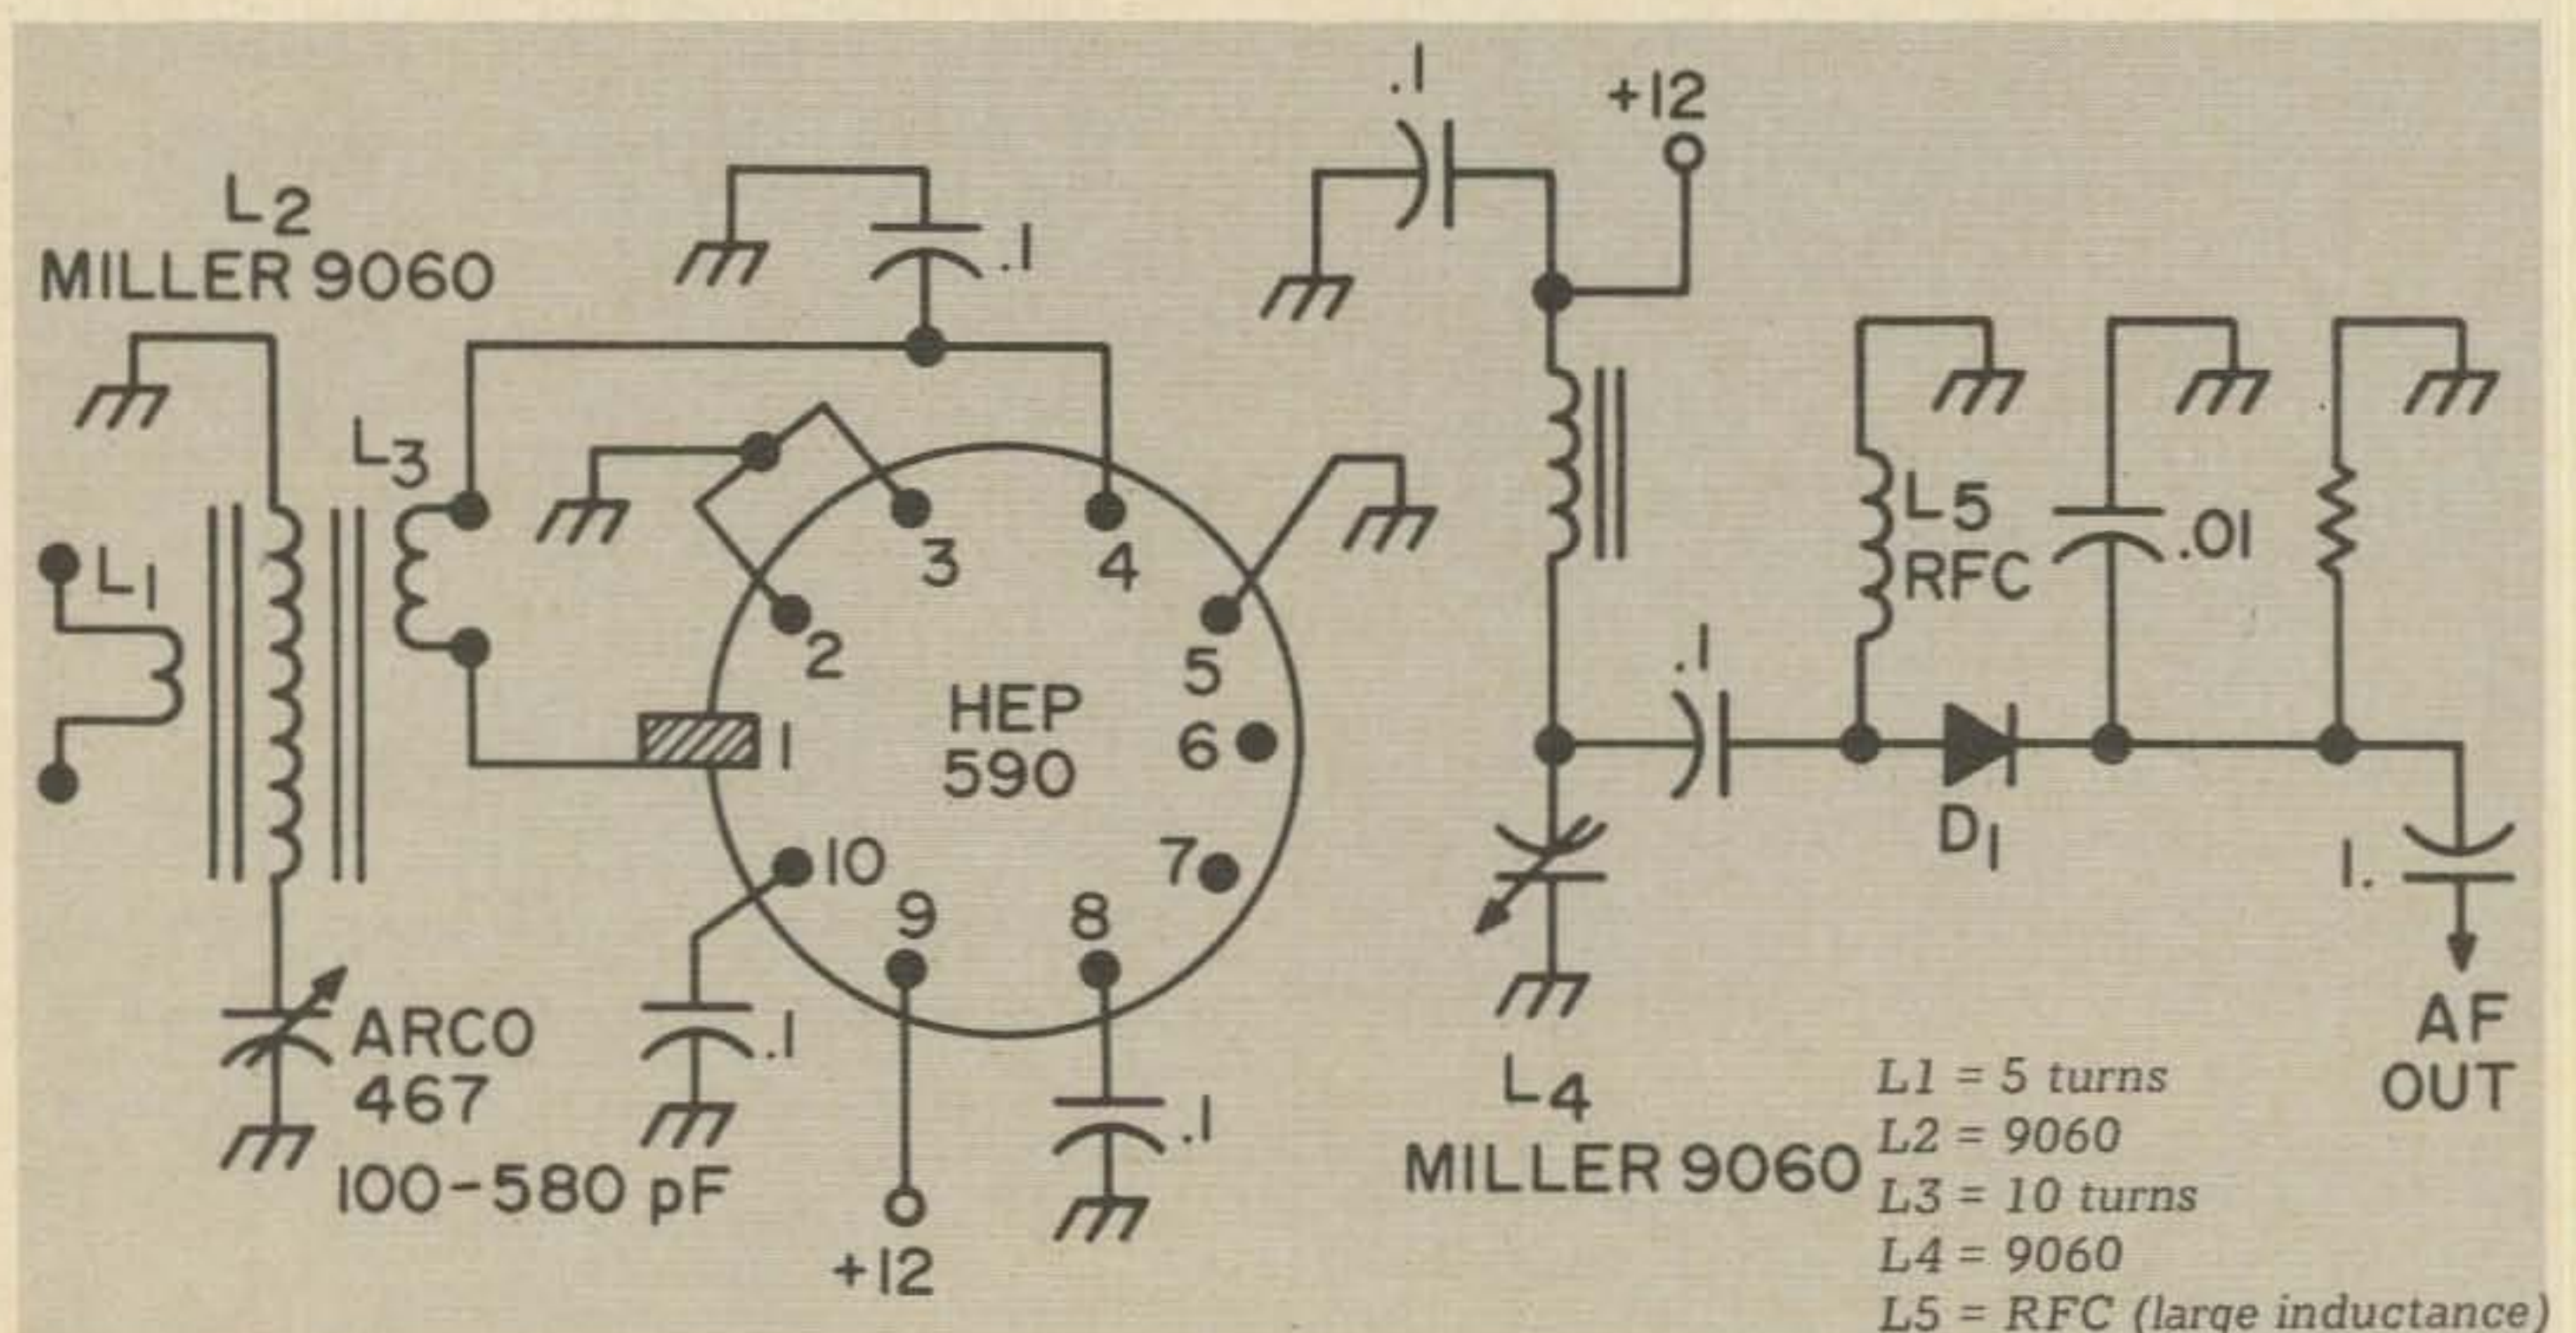 .1
+12
L2
MILLER 9060
.1
L3
L1
3
4
2
5
L5
RFC
.01
HEP
590
1
6
.1
10
7
D1
9
8
1.
ARCO
467
100-580 pF
.1
.1
+12
L4
MILLER 9060
AF
OUT
L1 = 5 turns
L2 = 9060
L3 = 10 turns
L4 = 9060
L5 = RFC (large inductance)